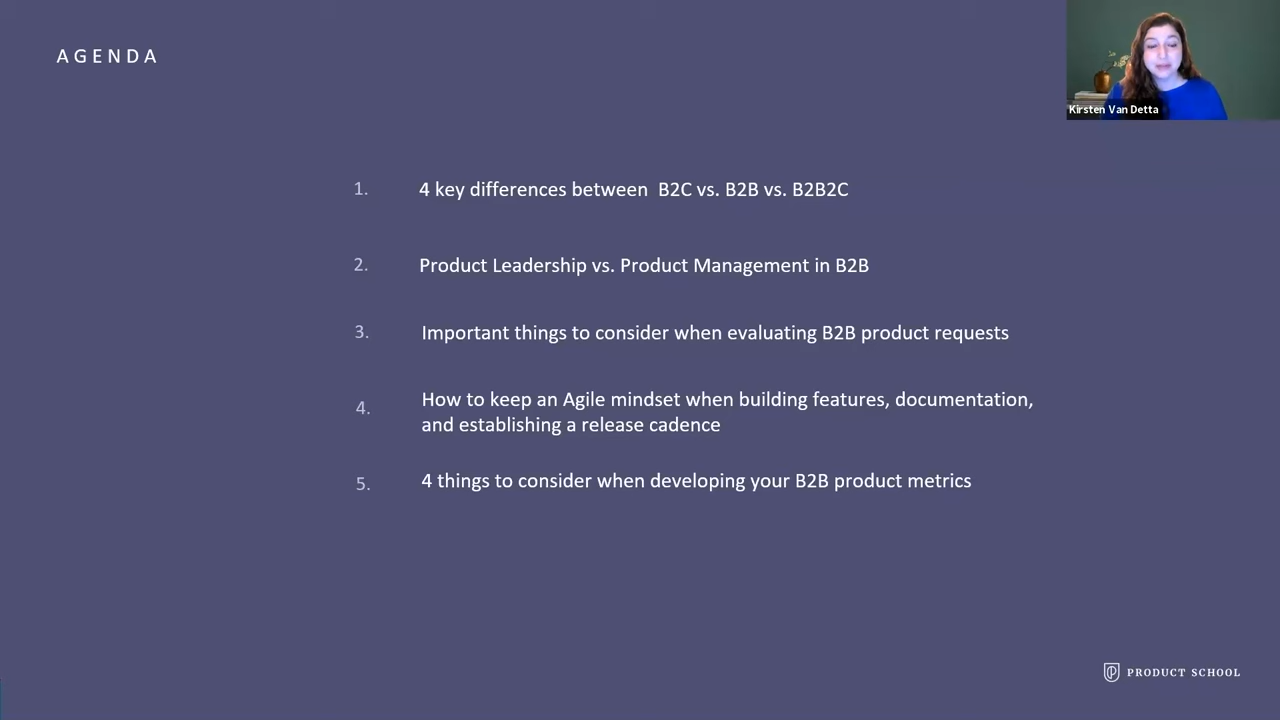 AGENDA
Kirsten Van Detta
1. 4 key differences between B2C vs. B2B vs. B2B2C
2. Product Leadership vs. Product Management in B2B
3. Important things to consider when evaluating B2B product requests
4. How to keep an Agile mindset when building features, documentation,
and establishing a release cadence
5. 4 things to consider when developing your B2B product metrics
PRODUCT SCHOOL